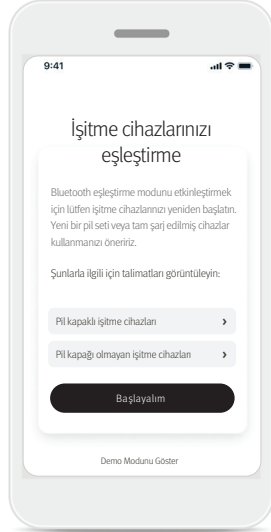 9:41
İşitme cihazlarınızı
eşleştirme
Bluetooth eşleştirme modunu etkinleştirmek
için lütfen işitme cihazlarınızı yeniden başlatın.
Yeni bir pil seti veya tam şarj edilmiş cihazlar
kullanmanızı öneririz.
Şunlarla ilgili için talimatları görüntüleyin:
Pil kapaklı işitme cihazları
Pil kapağı olmayan işitme cihazları
Başlayalım
Demo Modunu Göster